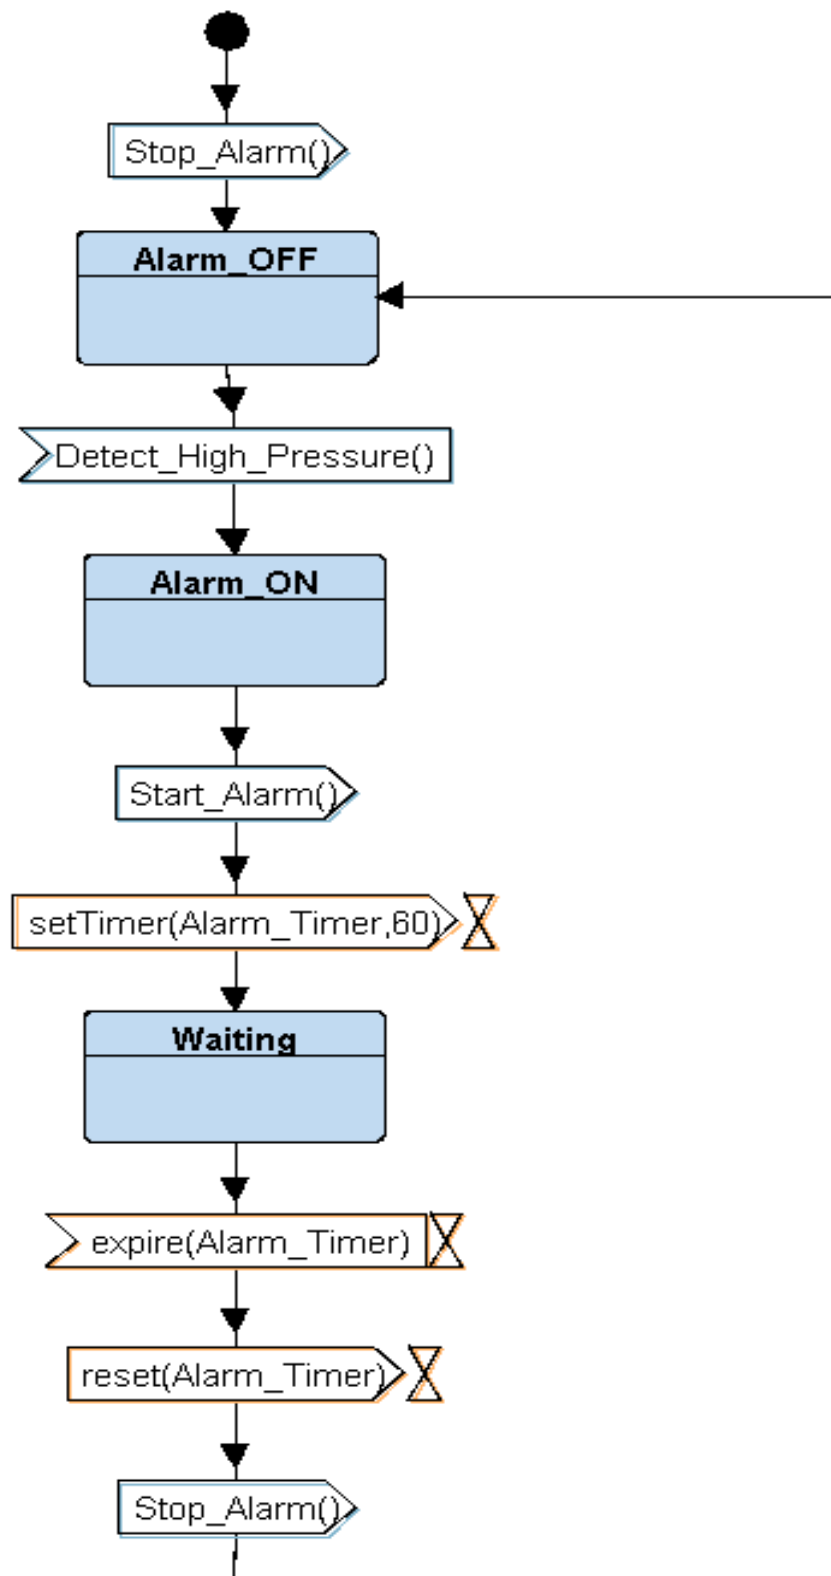 Stop_Alarm()
Alarm_OFF
Detect_High_Pressure()
Alarm_ON
Start_Alarm()
setTimer(Alarm_Timer,60)
Waiting
expire(Alarm_Timer)
reset(Alarm_Timer)
Stop_Alarm()